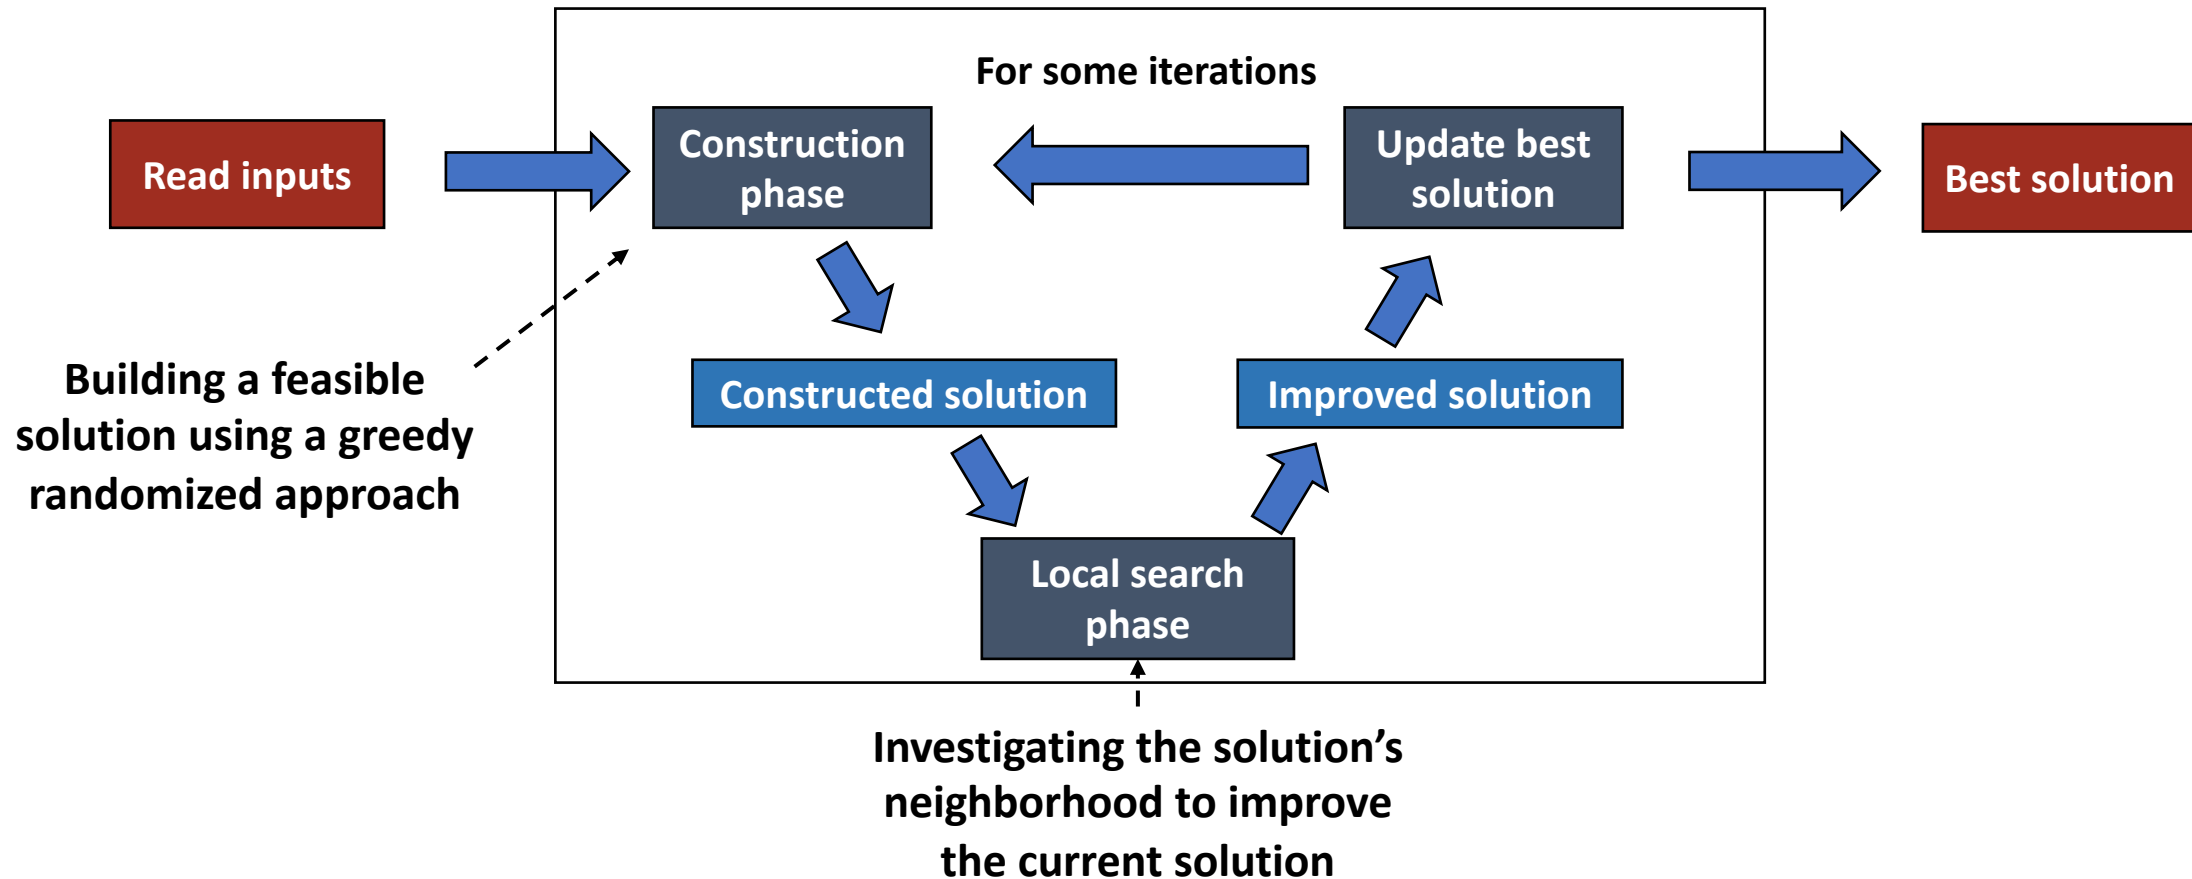 For some iterations
Read inputs
Construction
phase
Update best
solution
Best solution
Building a feasible
solution using a greedy
randomized approach
Constructed solution
Improved solution
Local search
phase
Investigating the solution’s
neighborhood to improve
the current solution